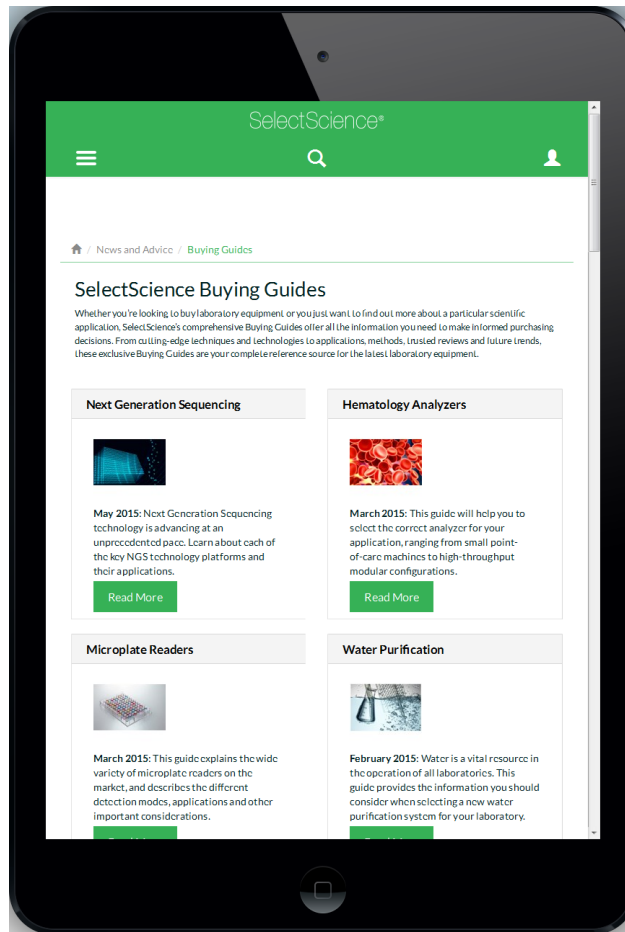 SelectScience®
/ News and Advice / Buying Guides
SelectScience Buying Guides
Whether you're looking to buy laboratory equipment or you just want to find out more about a particular scientific
application, SelectScience's comprehensive Buying Guides offer all the information you need to make informed purchasing
decisions. From cutting-edge techniques and technologies to applications, methods, trusted reviews and future trends,
these exclusive Buying Guides are your complete reference source for the latest laboratory equipment.
Next Generation Sequencing
May 2015: Next Generation Sequencing
technology is advancing at an
unprecedented pace. Learn about each of
the key NGS technology platforms and
their applications.
Read More
Hematology Analyzers
March 2015: This guide will help you to
select the correct analyzer for your
application, ranging from small point-
of-care machines to high-throughput
modular configurations.
Read More
Microplate Readers
March 2015: This guide explains the wide
variety of microplate readers on the
market, and describes the different
detection modes, applications and other
important considerations.
Water Purification
February 2015: Water is a vital resource in
the operation of all laboratories. This
guide provides the information you should
consider when selecting a new water
purification system for your laboratory.